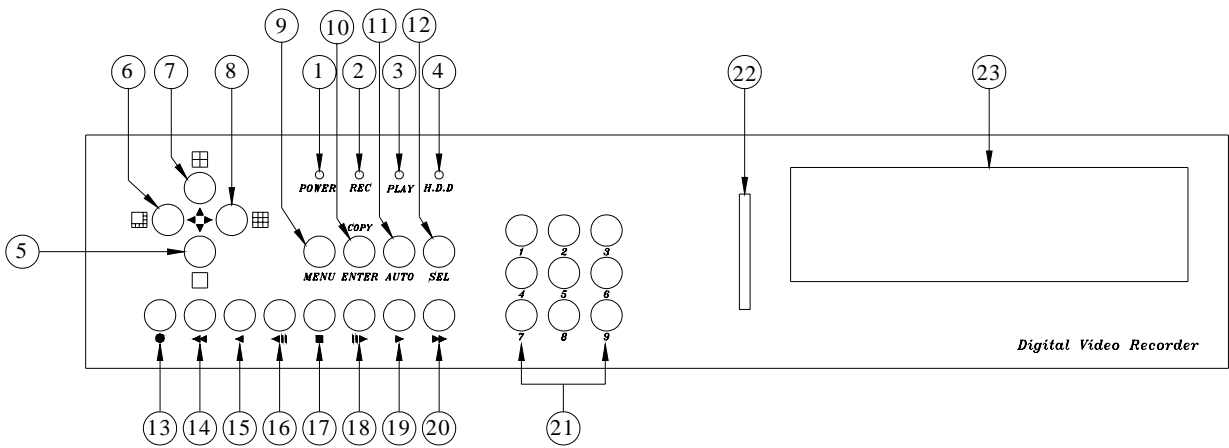 9 10 11 12
6 7 8 1 2 3 4 22 23
POWER REC PLAY H.D.D
COPY
5
MENU ENTER AUTO SEL
1 2 3
4 5 6
7 8 9
Digital Video Recorder
13 14 15 16 17 18 19 20 21